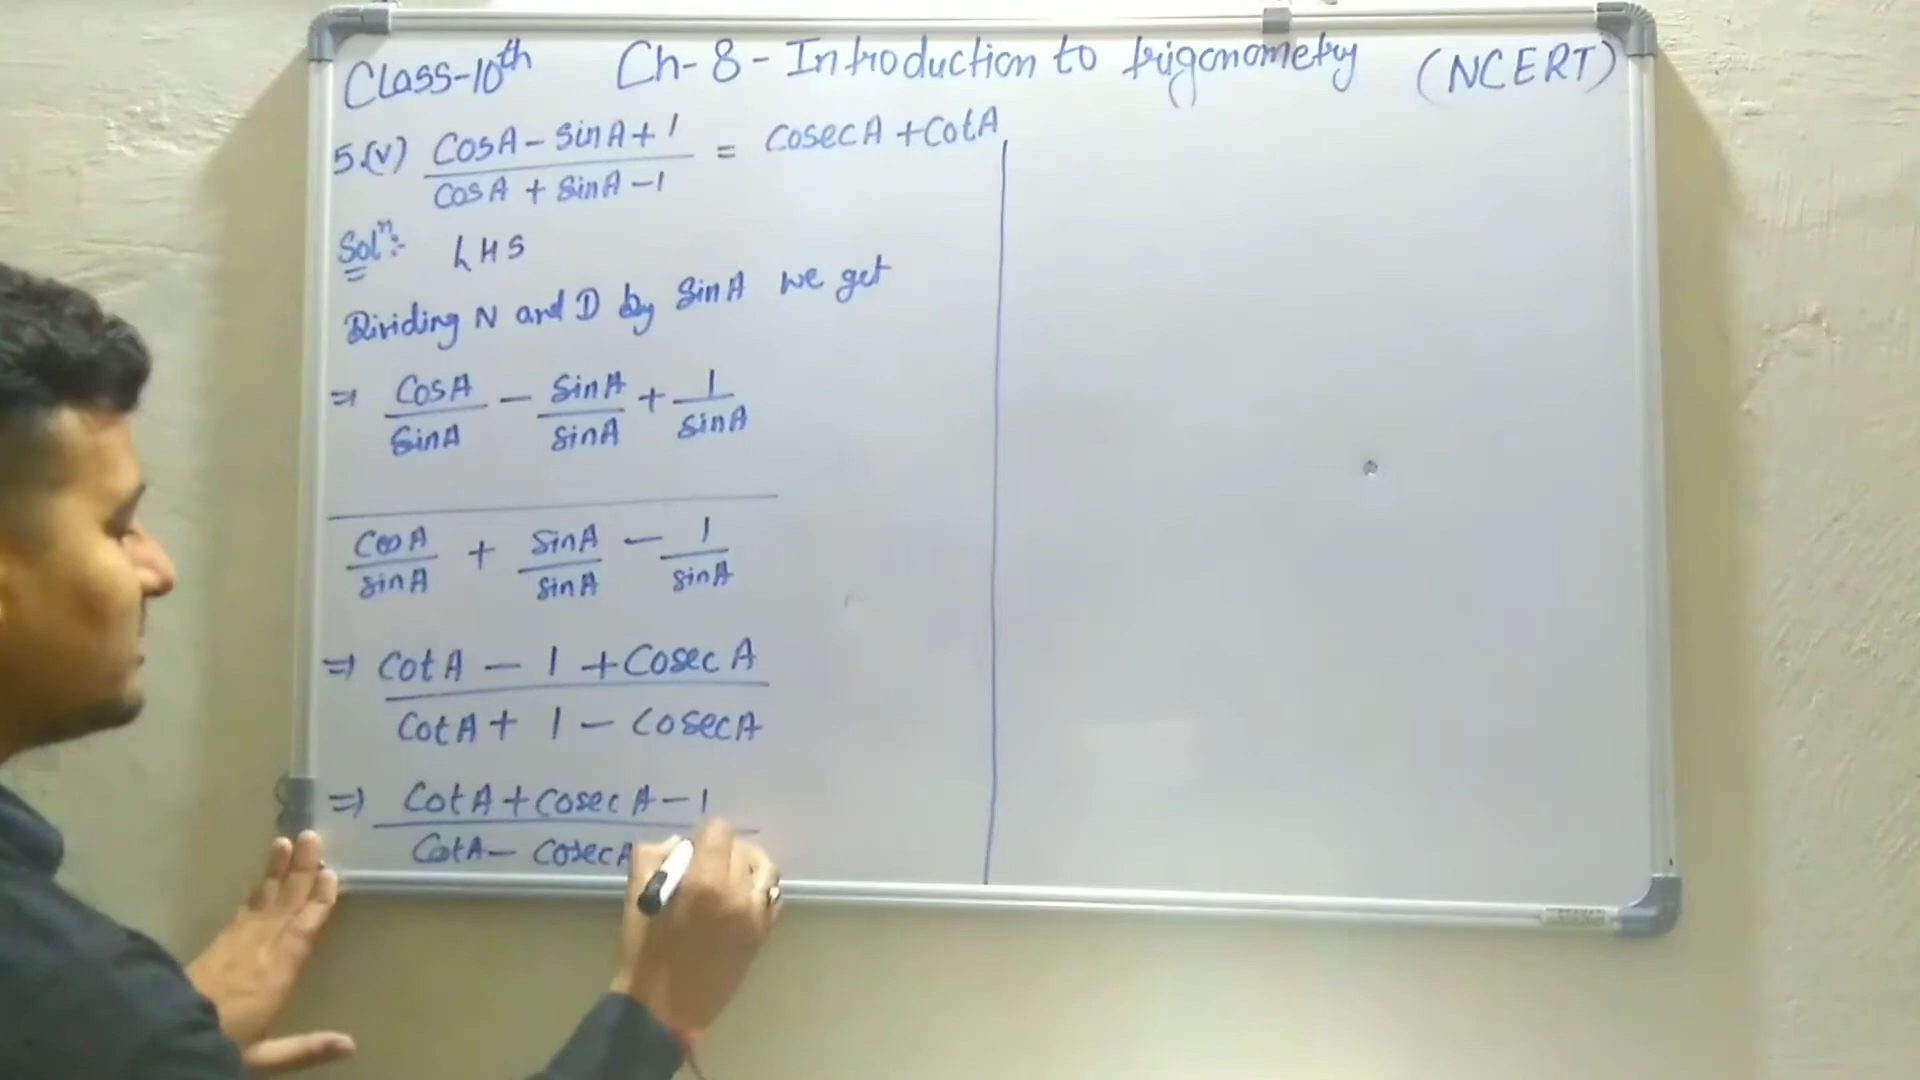 Class-10th Ch-8-Introduction to trigonometry (NCERT)
5.(v) CosA - sinA + 1 = CosecA + CotA
CosA + sinA - 1
Solⁿ:- LHS
Dividing N and D by SinA we get
⇒ CosA - SinA + 1
SinA sinA sinA
CosA + SinA - 1
sinA sinA sinA
⇒ CotA - 1 + CosecA
CotA + 1 - CosecA
⇒ CotA + CosecA - 1
CotA - CosecA